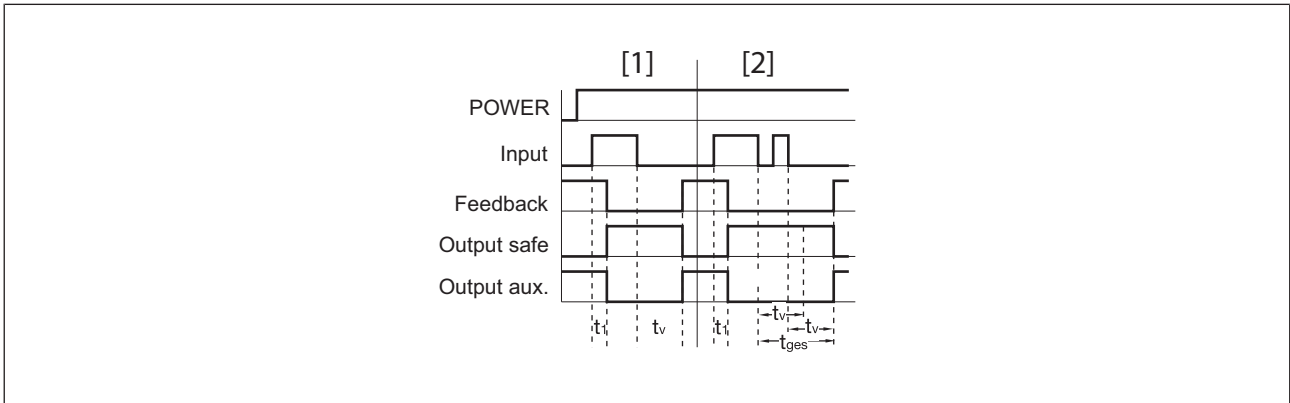 [1] [2]
POWER
Input
Feedback
Output safe
Output aux.
t1 tv t1 tv tv
tges